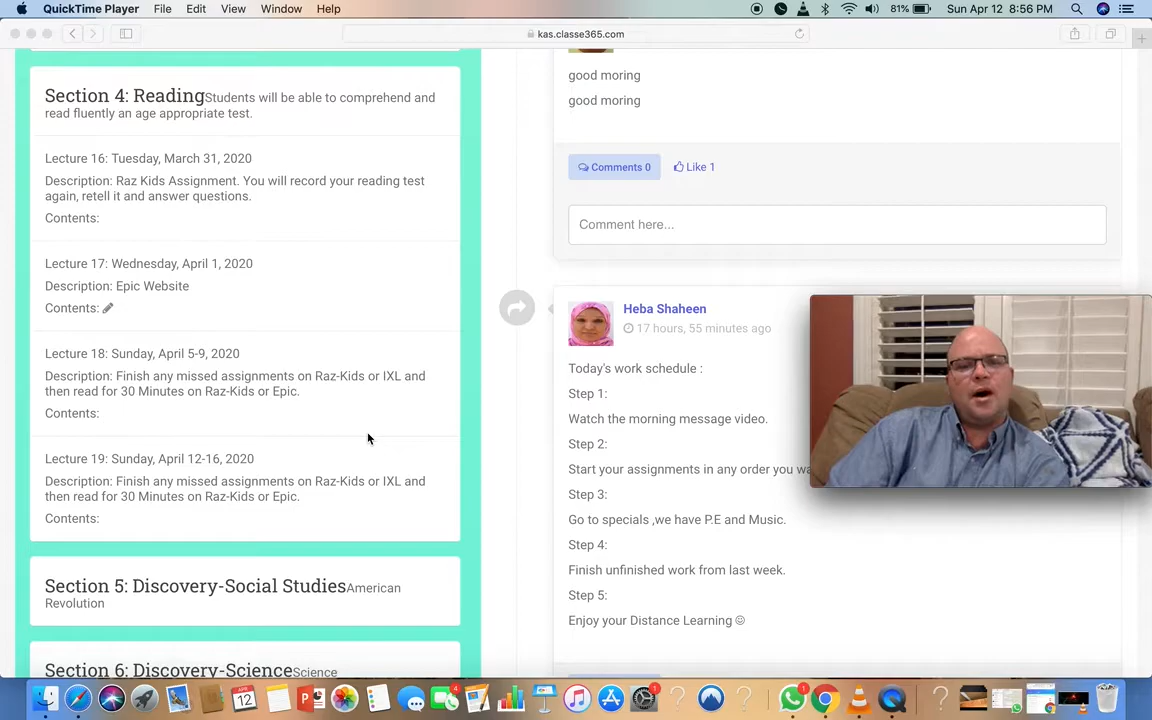 QuickTime Player File Edit View Window Help 81% Sun Apr 12 8:56 PM
kas.classe365.com
Section 4: Reading Students will be able to comprehend and
read fluently an age appropriate test.
Lecture 16: Tuesday, March 31, 2020
Description: Raz Kids Assignment. You will record your reading test
again, retell it and answer questions.
Contents:
Lecture 17: Wednesday, April 1, 2020
Description: Epic Website
Contents:
Lecture 18: Sunday, April 5-9, 2020
Description: Finish any missed assignments on Raz-Kids or IXL and
then read for 30 Minutes on Raz-Kids or Epic.
Contents:
Lecture 19: Sunday, April 12-16, 2020
Description: Finish any missed assignments on Raz-Kids or IXL and
then read for 30 Minutes on Raz-Kids or Epic.
Contents:
Section 5: Discovery-Social Studies American
Revolution
Section 6: Discovery-Science Science
good moring
good moring
Comments 0 Like 1
Comment here...
Heba Shaheen
17 hours, 55 minutes ago
Today's work schedule :
Step 1:
Watch the morning message video.
Step 2:
Start your assignments in any order you wa
Step 3:
Go to specials ,we have P.E and Music.
Step 4:
Finish unfinished work from last week.
Step 5:
Enjoy your Distance Learning ☺
12
4
1
1